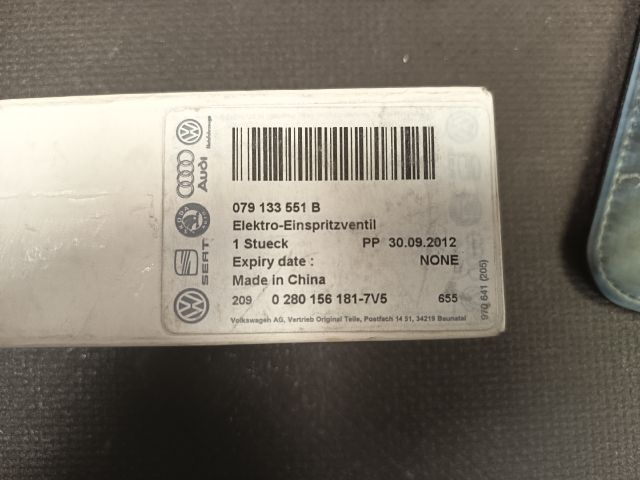 079 133 551 B
Elektro-Einspritzventil
1 Stueck PP 30.09.2012
Expiry date : NONE
Made in China
209 0 280 156 181-7V5 655
Volkswagen AG, Vertrieb Original Teile, Postfach 14 51, 34219 Baunatal
970 641 (205)
Audi
SEAT